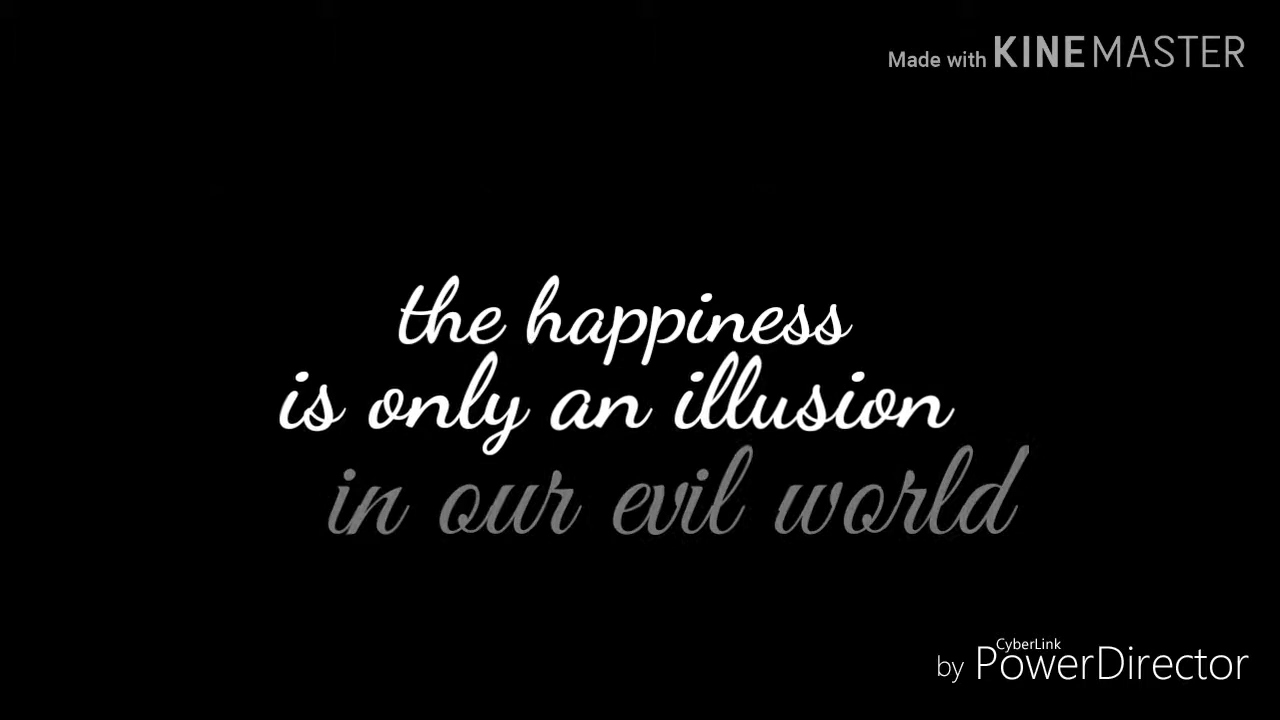 Made with KINEMASTER
the happiness
is only an illusion
in our evil world
CyberLink
by PowerDirector